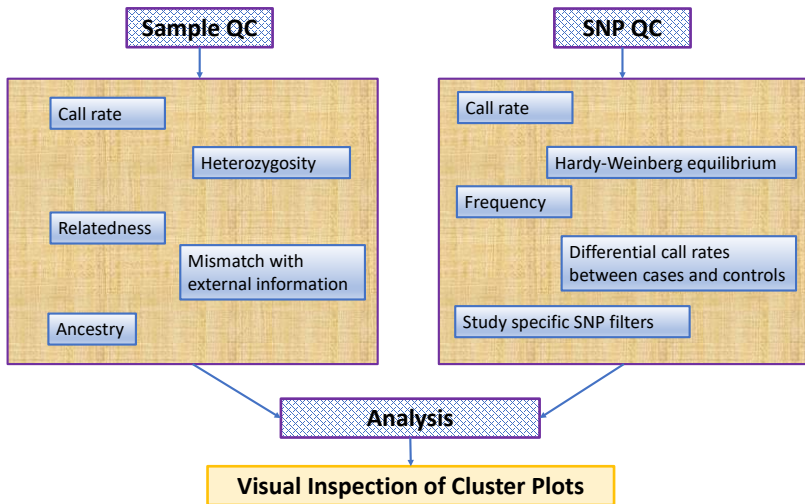 Sample QC
Call rate
Heterozygosity
Relatedness
Mismatch with
external information
Ancestry
SNP QC
Call rate
Hardy-Weinberg equilibrium
Frequency
Differential call rates
between cases and controls
Study specific SNP filters
Analysis
Visual Inspection of Cluster Plots